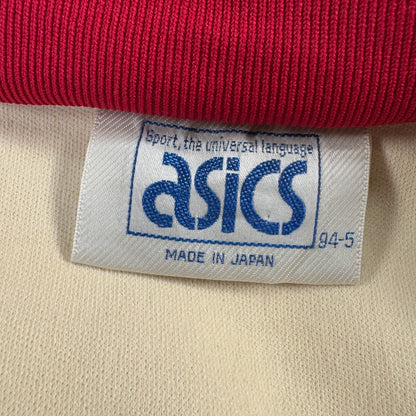 Sport, the universal language
asics
94-5
MADE IN JAPAN